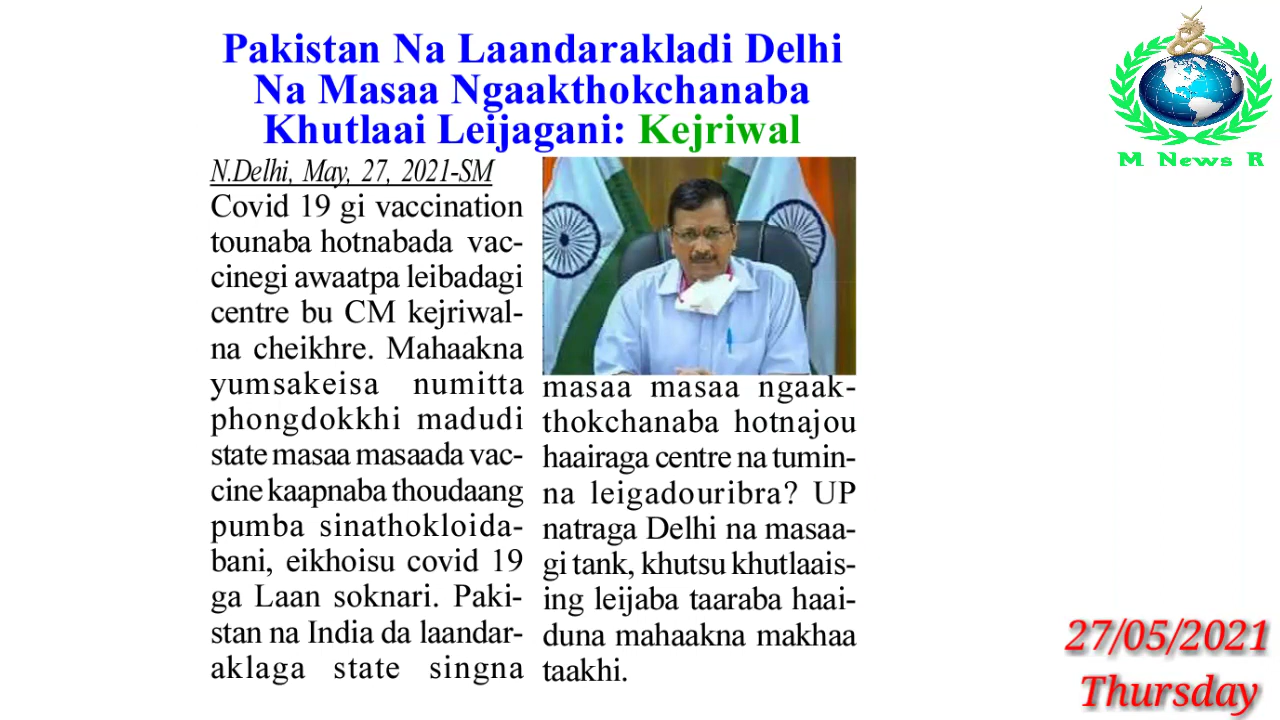 Pakistan Na Laandarakladi Delhi
Na Masaa Ngaakthokchanaba
Khutlaai Leijagani: Kejriwal
N.Delhi, May, 27, 2021-SM
Covid 19 gi vaccination
tounaba hotnabada vac-
cinegi awaatpa leibadagi
centre bu CM kejriwal-
na cheikhre. Mahaakna
yumsakeisa numitta
phongdokkhi madudi
state masaa masaada vac-
cine kaapnaba thoudaang
pumba sinathokloida-
bani, eikhoisu covid 19
ga Laan soknari. Paki-
stan na India da laandar-
aklaga state singna
masaa masaa ngaak-
thokchanaba hotnajou
haairaga centre na tumin-
na leigadouribra? UP
natraga Delhi na masaa-
gi tank, khutsu khutlaais-
ing leijaba taaraba haai-
duna mahaakna makhaa
taakhi.
M News R
27/05/2021
Thursday